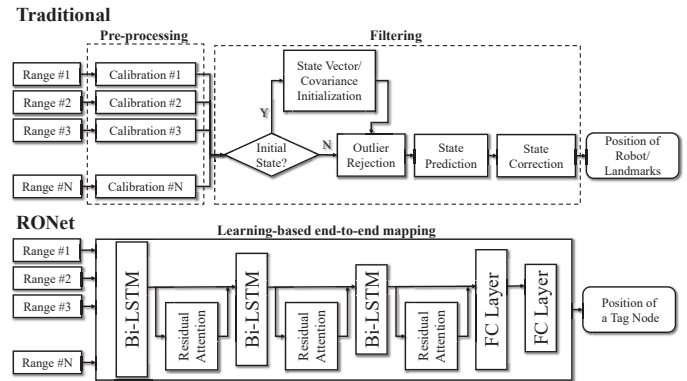 Traditional
Pre-processing
Filtering
Range #1
Calibration #1
Range #2
Calibration #2
Range #3
Calibration #3
Range #N
Calibration #N
State Vector/
Covariance
Initialization
Y
Initial
State?
N
Outlier
Rejection
State
Prediction
State
Correction
Position of
Robot/
Landmarks
RONet
Learning-based end-to-end mapping
Range #1
Range #2
Range #3
Range #N
Bi-LSTM
Residual
Attention
Bi-LSTM
Residual
Attention
Bi-LSTM
Residual
Attention
FC Layer
FC Layer
Position of
a Tag Node